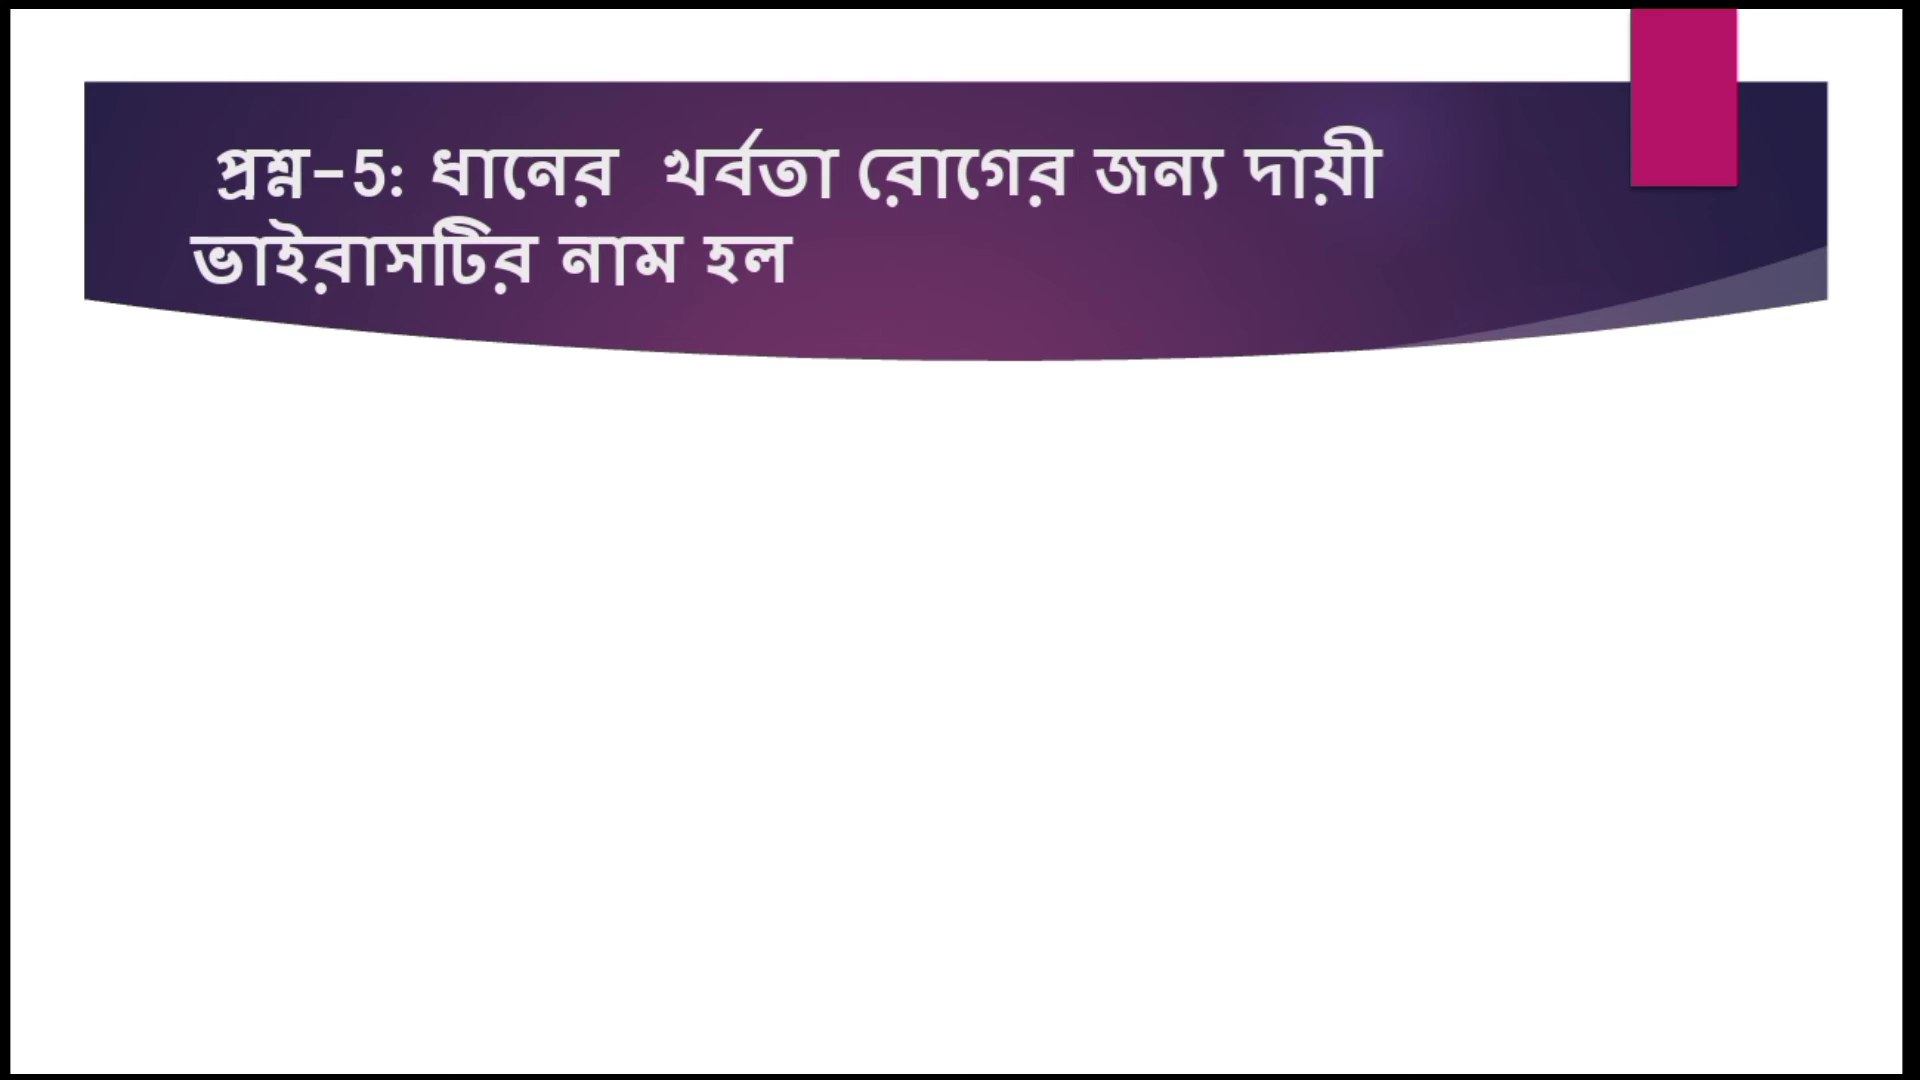 প্রশ্ন–5: ধানের খর্বতা রোগের জন্য দায়ী
ভাইরাসটির নাম হল